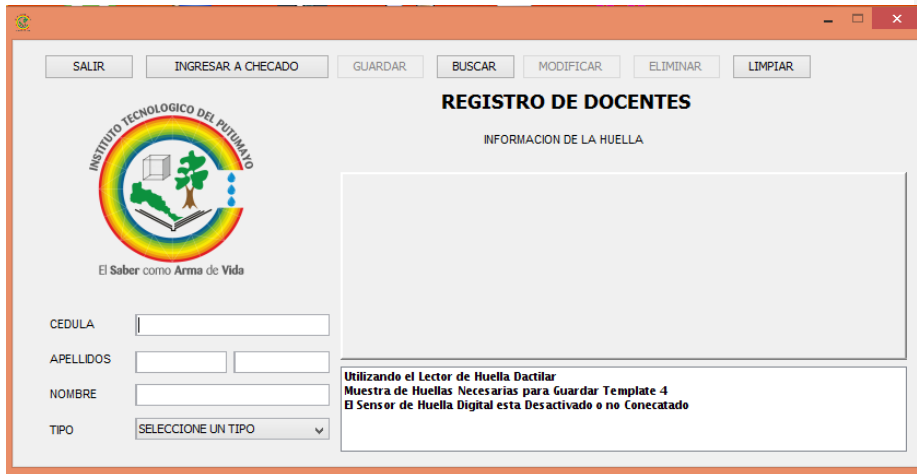 SALIR INGRESAR A CHECADO GUARDAR BUSCAR MODIFICAR ELIMINAR LIMPIAR
INSTITUTO TECNOLOGICO DEL PUTUMAYO
El Saber como Arma de Vida
REGISTRO DE DOCENTES
INFORMACION DE LA HUELLA
CEDULA
APELLIDOS
NOMBRE
TIPO SELECCIONE UN TIPO
Utilizando el Lector de Huella Dactilar
Muestra de Huellas Necesarias para Guardar Template 4
El Sensor de Huella Digital esta Desactivado o no Conecatado